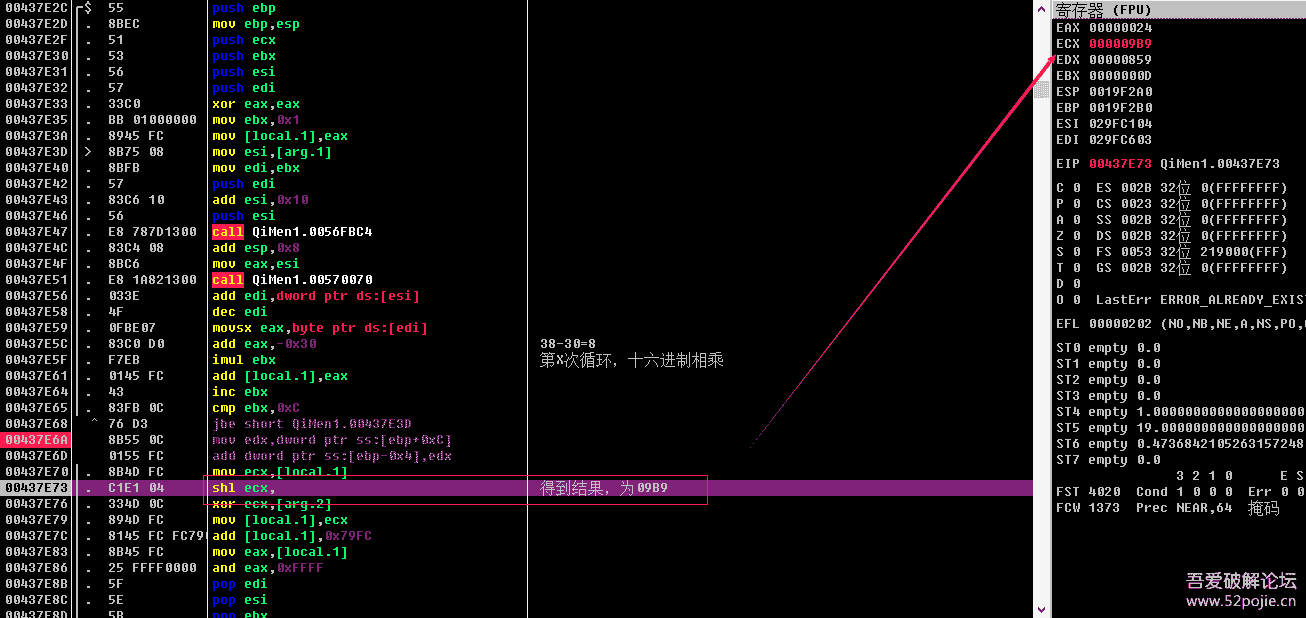 00437E2C $ 55 push ebp
00437E2D . 8BEC mov ebp,esp
00437E2F . 51 push ecx
00437E30 . 53 push ebx
00437E31 . 56 push esi
00437E32 . 57 push edi
00437E33 . 33C0 xor eax,eax
00437E35 . BB 01000000 mov ebx,0x1
00437E3A . 8945 FC mov [local.1],eax
00437E3D > 8B75 08 mov esi,[arg.1]
00437E40 . 8BFB mov edi,ebx
00437E42 . 57 push edi
00437E43 . 83C6 10 add esi,0x10
00437E46 . 56 push esi
00437E47 . E8 787D1300 call QiMen1.0056FBC4
00437E4C . 83C4 08 add esp,0x8
00437E4F . 8BC6 mov eax,esi
00437E51 . E8 1A821300 call QiMen1.00570070
00437E56 . 033E add edi,dword ptr ds:[esi]
00437E58 . 4F dec edi
00437E59 . 0FBE07 movsx eax,byte ptr ds:[edi]
00437E5C . 83C0 D0 add eax,-0x30 38-30=8
00437E5F . F7EB imul ebx 第X次循环，十六进制相乘
00437E61 . 0145 FC add [local.1],eax
00437E64 . 43 inc ebx
00437E65 . 83FB 0C cmp ebx,0xC
00437E68 ^ 76 D3 jbe short QiMen1.00437E3D
00437E6A 8B55 0C mov edx,dword ptr ss:[ebp+0xC]
00437E6D 0155 FC add dword ptr ss:[ebp-0x4],edx
00437E70 . 8B4D FC mov ecx,[local.1]
00437E73 . C1E1 04 shl ecx, 得到结果，为09B9
00437E76 . 334D 0C xor ecx,[arg.2]
00437E79 . 894D FC mov [local.1],ecx
00437E7C . 8145 FC FC79 add [local.1],0x79FC
00437E83 . 8B45 FC mov eax,[local.1]
00437E86 . 25 FFFF0000 and eax,0xFFFF
00437E8B . 5F pop edi
00437E8C . 5E pop esi
00437E8D . 5B pop ebx
寄存器 (FPU)
EAX 00000024
ECX 000009B9
EDX 00000859
EBX 0000000D
ESP 0019F2A0
EBP 0019F2B0
ESI 029FC104
EDI 029FC603
EIP 00437E73 QiMen1.00437E73
C 0 ES 002B 32位 0(FFFFFFFF)
P 0 CS 0023 32位 0(FFFFFFFF)
A 0 SS 002B 32位 0(FFFFFFFF)
Z 0 DS 002B 32位 0(FFFFFFFF)
S 0 FS 0053 32位 219000(FFF)
T 0 GS 002B 32位 0(FFFFFFFF)
D 0
O 0 LastErr ERROR_ALREADY_EXIST
EFL 00000202 (NO,NB,NE,A,NS,PO,
ST0 empty 0.0
ST1 empty 0.0
ST2 empty 0.0
ST3 empty 0.0
ST4 empty 1.0000000000000000000
ST5 empty 19.000000000000000000
ST6 empty 0.4736842105263157248
ST7 empty 0.0
3 2 1 0 E S
FST 4020 Cond 1 0 0 0 Err 0 0
FCW 1373 Prec NEAR,64 掩码
吾爱破解论坛
www.52pojie.cn